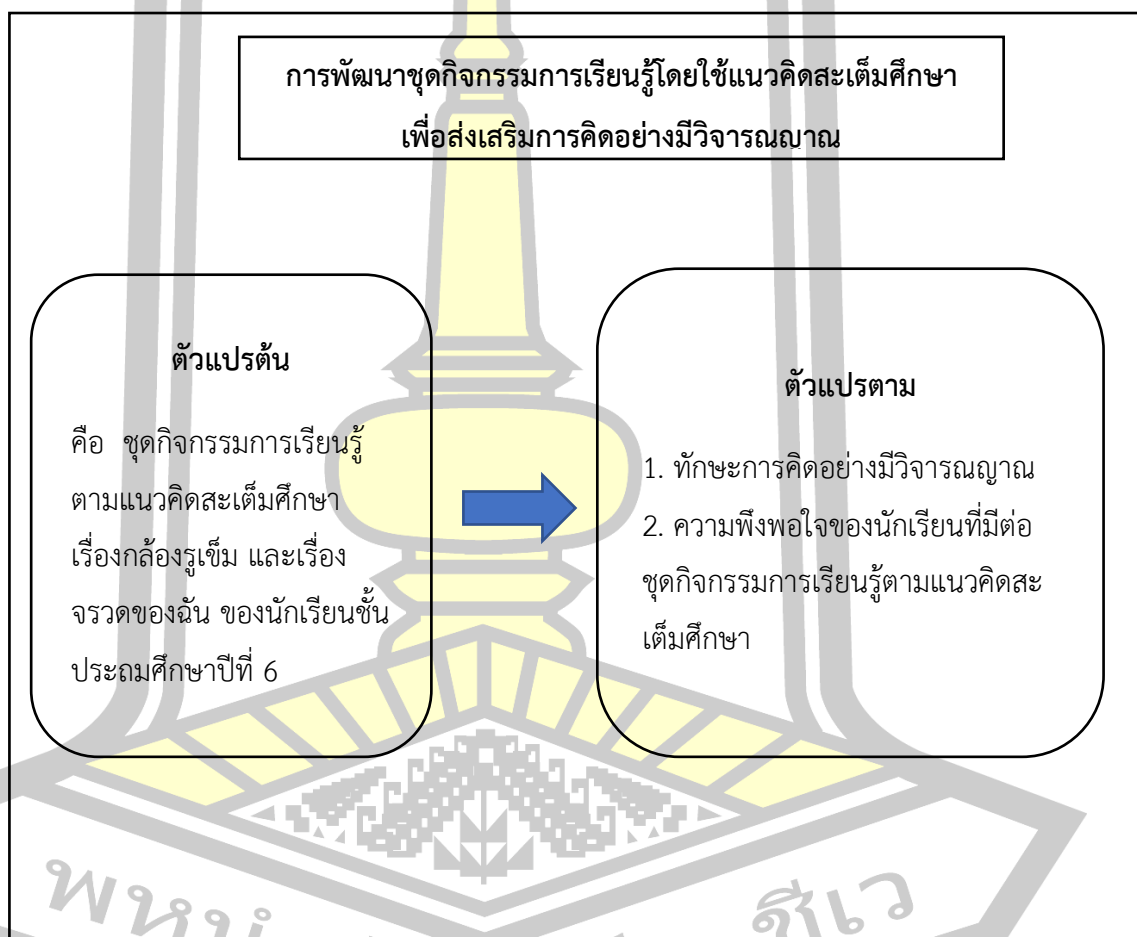 การพัฒนาชุดกิจกรรมการเรียนรู้โดยใช้แนวคิดสะเต็มศึกษา
เพื่อส่งเสริมการคิดอย่างมีวิจารณญาณ
ตัวแปรต้น
คือ ชุดกิจกรรมการเรียนรู้
ตามแนวคิดสะเต็มศึกษา
เรื่องกล้องรูเข็ม และเรื่อง
จรวดของฉัน ของนักเรียนชั้น
ประถมศึกษาปีที่ 6
ตัวแปรตาม
1. ทักษะการคิดอย่างมีวิจารณญาณ
2. ความพึงพอใจของนักเรียนที่มีต่อ
ชุดกิจกรรมการเรียนรู้ตามแนวคิดสะ
เต็มศึกษา
ชีเว